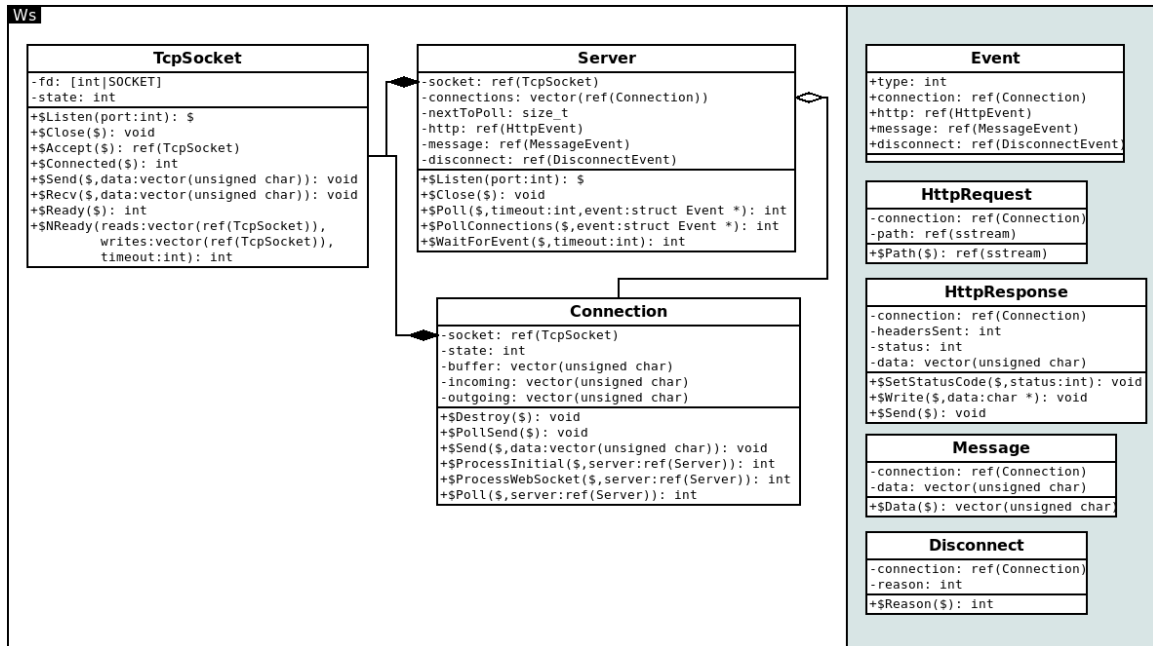 Ws
TcpSocket
-fd: [int|SOCKET]
-state: int
+$Listen(port:int): $
+$Close($): void
+$Accept($): ref(TcpSocket)
+$Connected($): int
+$Send($,data:vector(unsigned char)): void
+$Recv($,data:vector(unsigned char)): void
+$Ready($): int
+$NReady(reads:vector(ref(TcpSocket)),
writes:vector(ref(TcpSocket)),
timeout:int): int
Server
-socket: ref(TcpSocket)
-connections: vector(ref(Connection))
-nextToPoll: size_t
-http: ref(HttpEvent)
-message: ref(MessageEvent)
-disconnect: ref(DisconnectEvent)
+$Listen(port:int): $
+$Close($): void
+$Poll($,timeout:int,event:struct Event *): int
+$PollConnections($,event:struct Event *): int
+$WaitForEvent($,timeout:int): int
Connection
-socket: ref(TcpSocket)
-state: int
-buffer: vector(unsigned char)
-incoming: vector(unsigned char)
-outgoing: vector(unsigned char)
+$Destroy($): void
+$PollSend($): void
+$Send($,data:vector(unsigned char)): void
+$ProcessInitial($,server:ref(Server)): int
+$ProcessWebSocket($,server:ref(Server)): int
+$Poll($,server:ref(Server)): int
Event
+type: int
+connection: ref(Connection)
+http: ref(HttpEvent)
+message: ref(MessageEvent)
+disconnect: ref(DisconnectEvent)
HttpRequest
-connection: ref(Connection)
-path: ref(sstream)
+$Path($): ref(sstream)
HttpResponse
-connection: ref(Connection)
-headersSent: int
-status: int
-data: vector(unsigned char)
+$SetStatusCode($,status:int): void
+$Write($,data:char *): void
+$Send($): void
Message
-connection: ref(Connection)
-data: vector(unsigned char)
+$Data($): vector(unsigned char)
Disconnect
-connection: ref(Connection)
-reason: int
+$Reason($): int